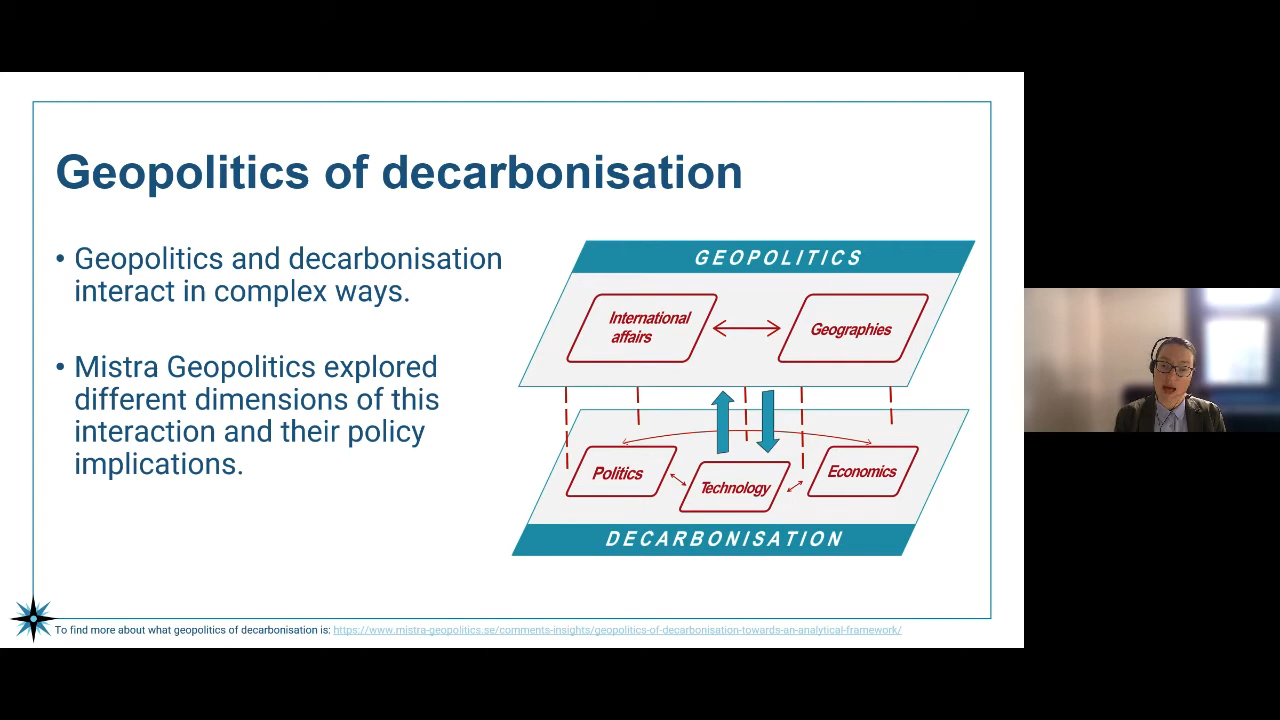 Geopolitics of decarbonisation
• Geopolitics and decarbonisation
interact in complex ways.
• Mistra Geopolitics explored
different dimensions of this
interaction and their policy
implications.
GEOPOLITICS
International
affairs
Geographies
Politics
Technology
Economics
DECARBONISATION
To find more about what geopolitics of decarbonisation is: https://www.mistra-geopolitics.se/comments-insights/geopolitics-of-decarbonisation-towards-an-analytical-framework/